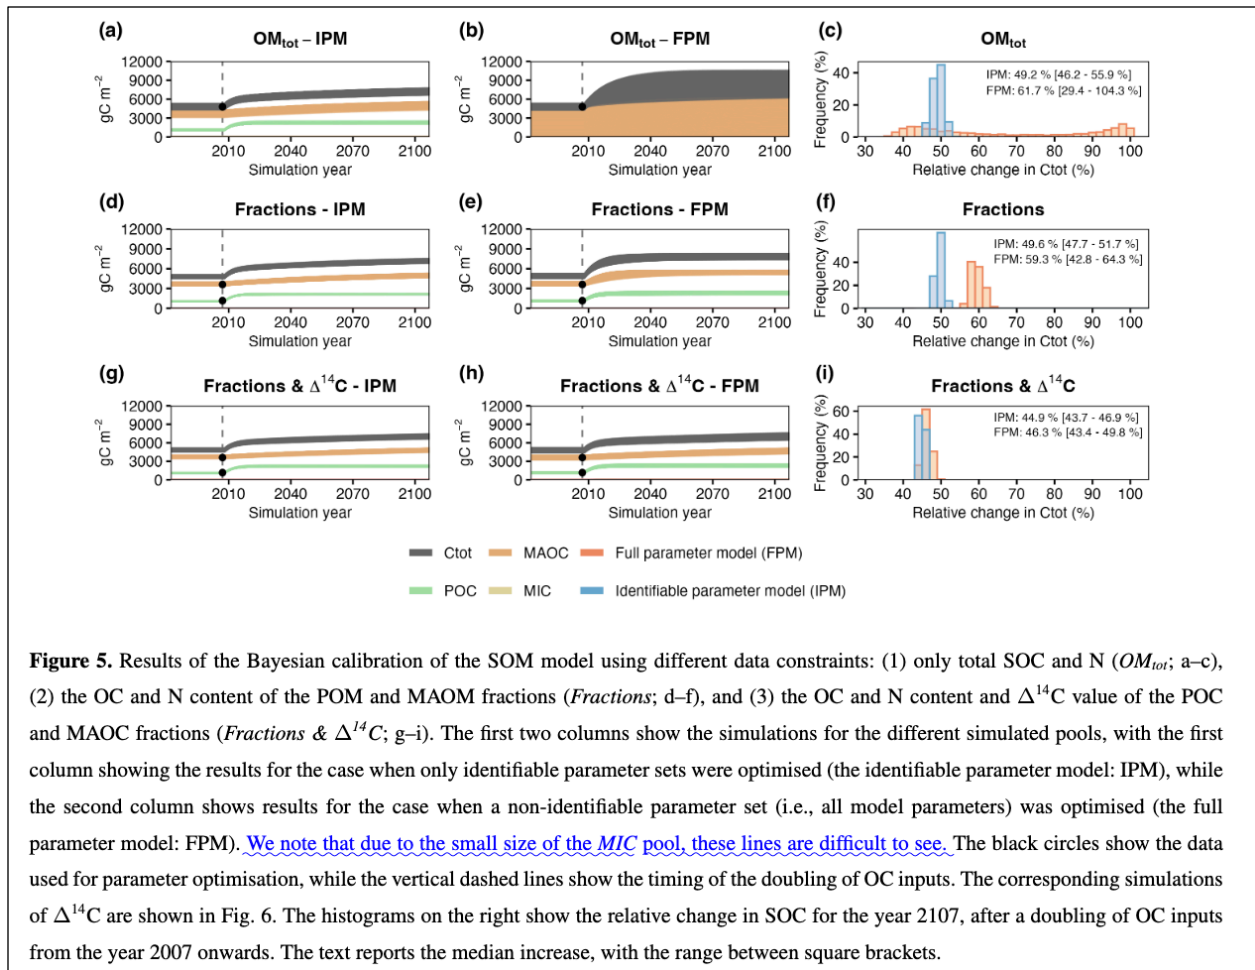 (a) OMtot – IPM
gC m−2
12000
9000
6000
3000
0
2010 2040 2070 2100
Simulation year
(b) OMtot – FPM
gC m−2
12000
9000
6000
3000
0
2010 2040 2070 2100
Simulation year
(c) OMtot
Frequency (%)
40
20
0
IPM: 49.2 % [46.2 - 55.9 %]
FPM: 61.7 % [29.4 - 104.3 %]
30 40 50 60 70 80 90 100
Relative change in Ctot (%)
(d) Fractions - IPM
gC m−2
12000
9000
6000
3000
0
2010 2040 2070 2100
Simulation year
(e) Fractions - FPM
gC m−2
12000
9000
6000
3000
0
2010 2040 2070 2100
Simulation year
(f) Fractions
Frequency (%)
40
20
0
IPM: 49.6 % [47.7 - 51.7 %]
FPM: 59.3 % [42.8 - 64.3 %]
30 40 50 60 70 80 90 100
Relative change in Ctot (%)
(g) Fractions & Δ14C - IPM
gC m−2
12000
9000
6000
3000
0
2010 2040 2070 2100
Simulation year
(h) Fractions & Δ14C - FPM
gC m−2
12000
9000
6000
3000
0
2010 2040 2070 2100
Simulation year
(i) Fractions & Δ14C
Frequency (%)
60
40
20
0
IPM: 44.9 % [43.7 - 46.9 %]
FPM: 46.3 % [43.4 - 49.8 %]
30 40 50 60 70 80 90 100
Relative change in Ctot (%)
Ctot MAOC Full parameter model (FPM)
POC MIC Identifiable parameter model (IPM)
Figure 5. Results of the Bayesian calibration of the SOM model using different data constraints: (1) only total SOC and N (OMtot; a–c),
(2) the OC and N content of the POM and MAOM fractions (Fractions; d–f), and (3) the OC and N content and Δ14C value of the POC
and MAOC fractions (Fractions & Δ14C; g–i). The first two columns show the simulations for the different simulated pools, with the first
column showing the results for the case when only identifiable parameter sets were optimised (the identifiable parameter model: IPM), while
the second column shows results for the case when a non-identifiable parameter set (i.e., all model parameters) was optimised (the full
parameter model: FPM). We note that due to the small size of the MIC pool, these lines are difficult to see. The black circles show the data
used for parameter optimisation, while the vertical dashed lines show the timing of the doubling of OC inputs. The corresponding simulations
of Δ14C are shown in Fig. 6. The histograms on the right show the relative change in SOC for the year 2107, after a doubling of OC inputs
from the year 2007 onwards. The text reports the median increase, with the range between square brackets.